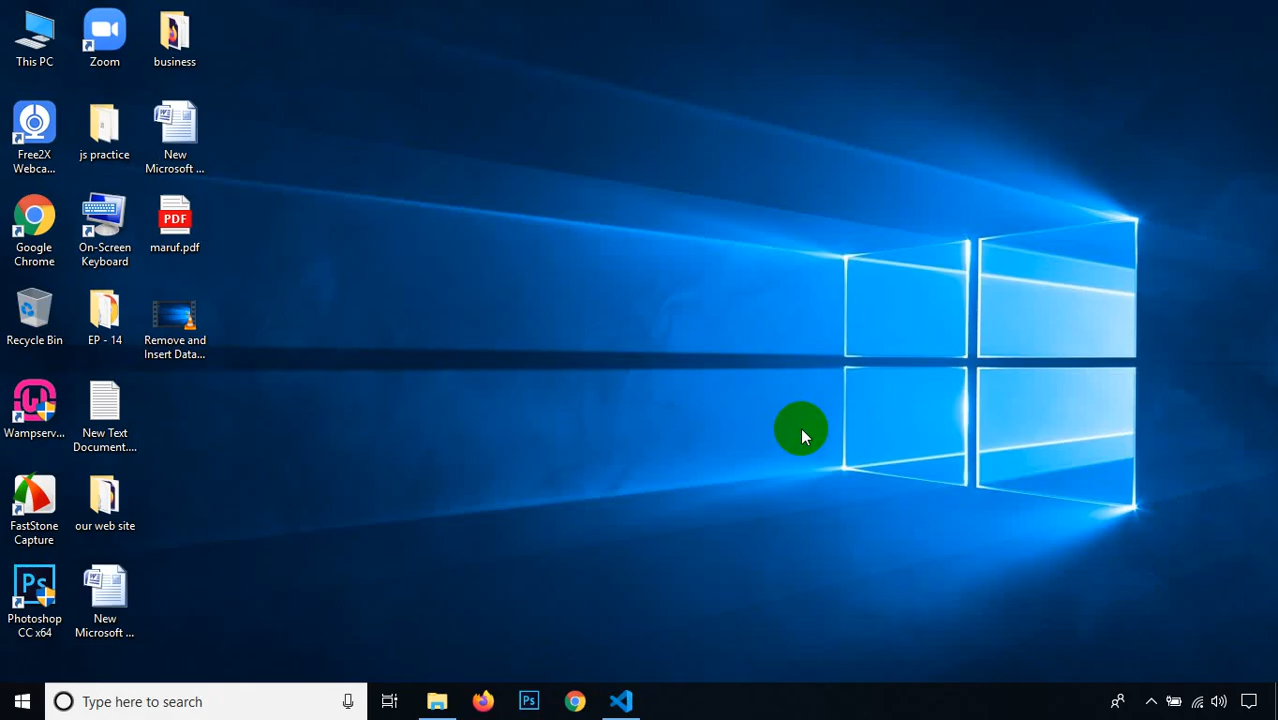 This PC
Zoom
business
Free2X
Webca...
js practice
New
Microsoft ...
Google
Chrome
On-Screen
Keyboard
PDF
maruf.pdf
Recycle Bin
EP - 14
Remove and
Insert Data...
Wampserv...
New Text
Document....
FastStone
Capture
our web site
Ps
Photoshop
CC x64
New
Microsoft ...
Type here to search
Ps